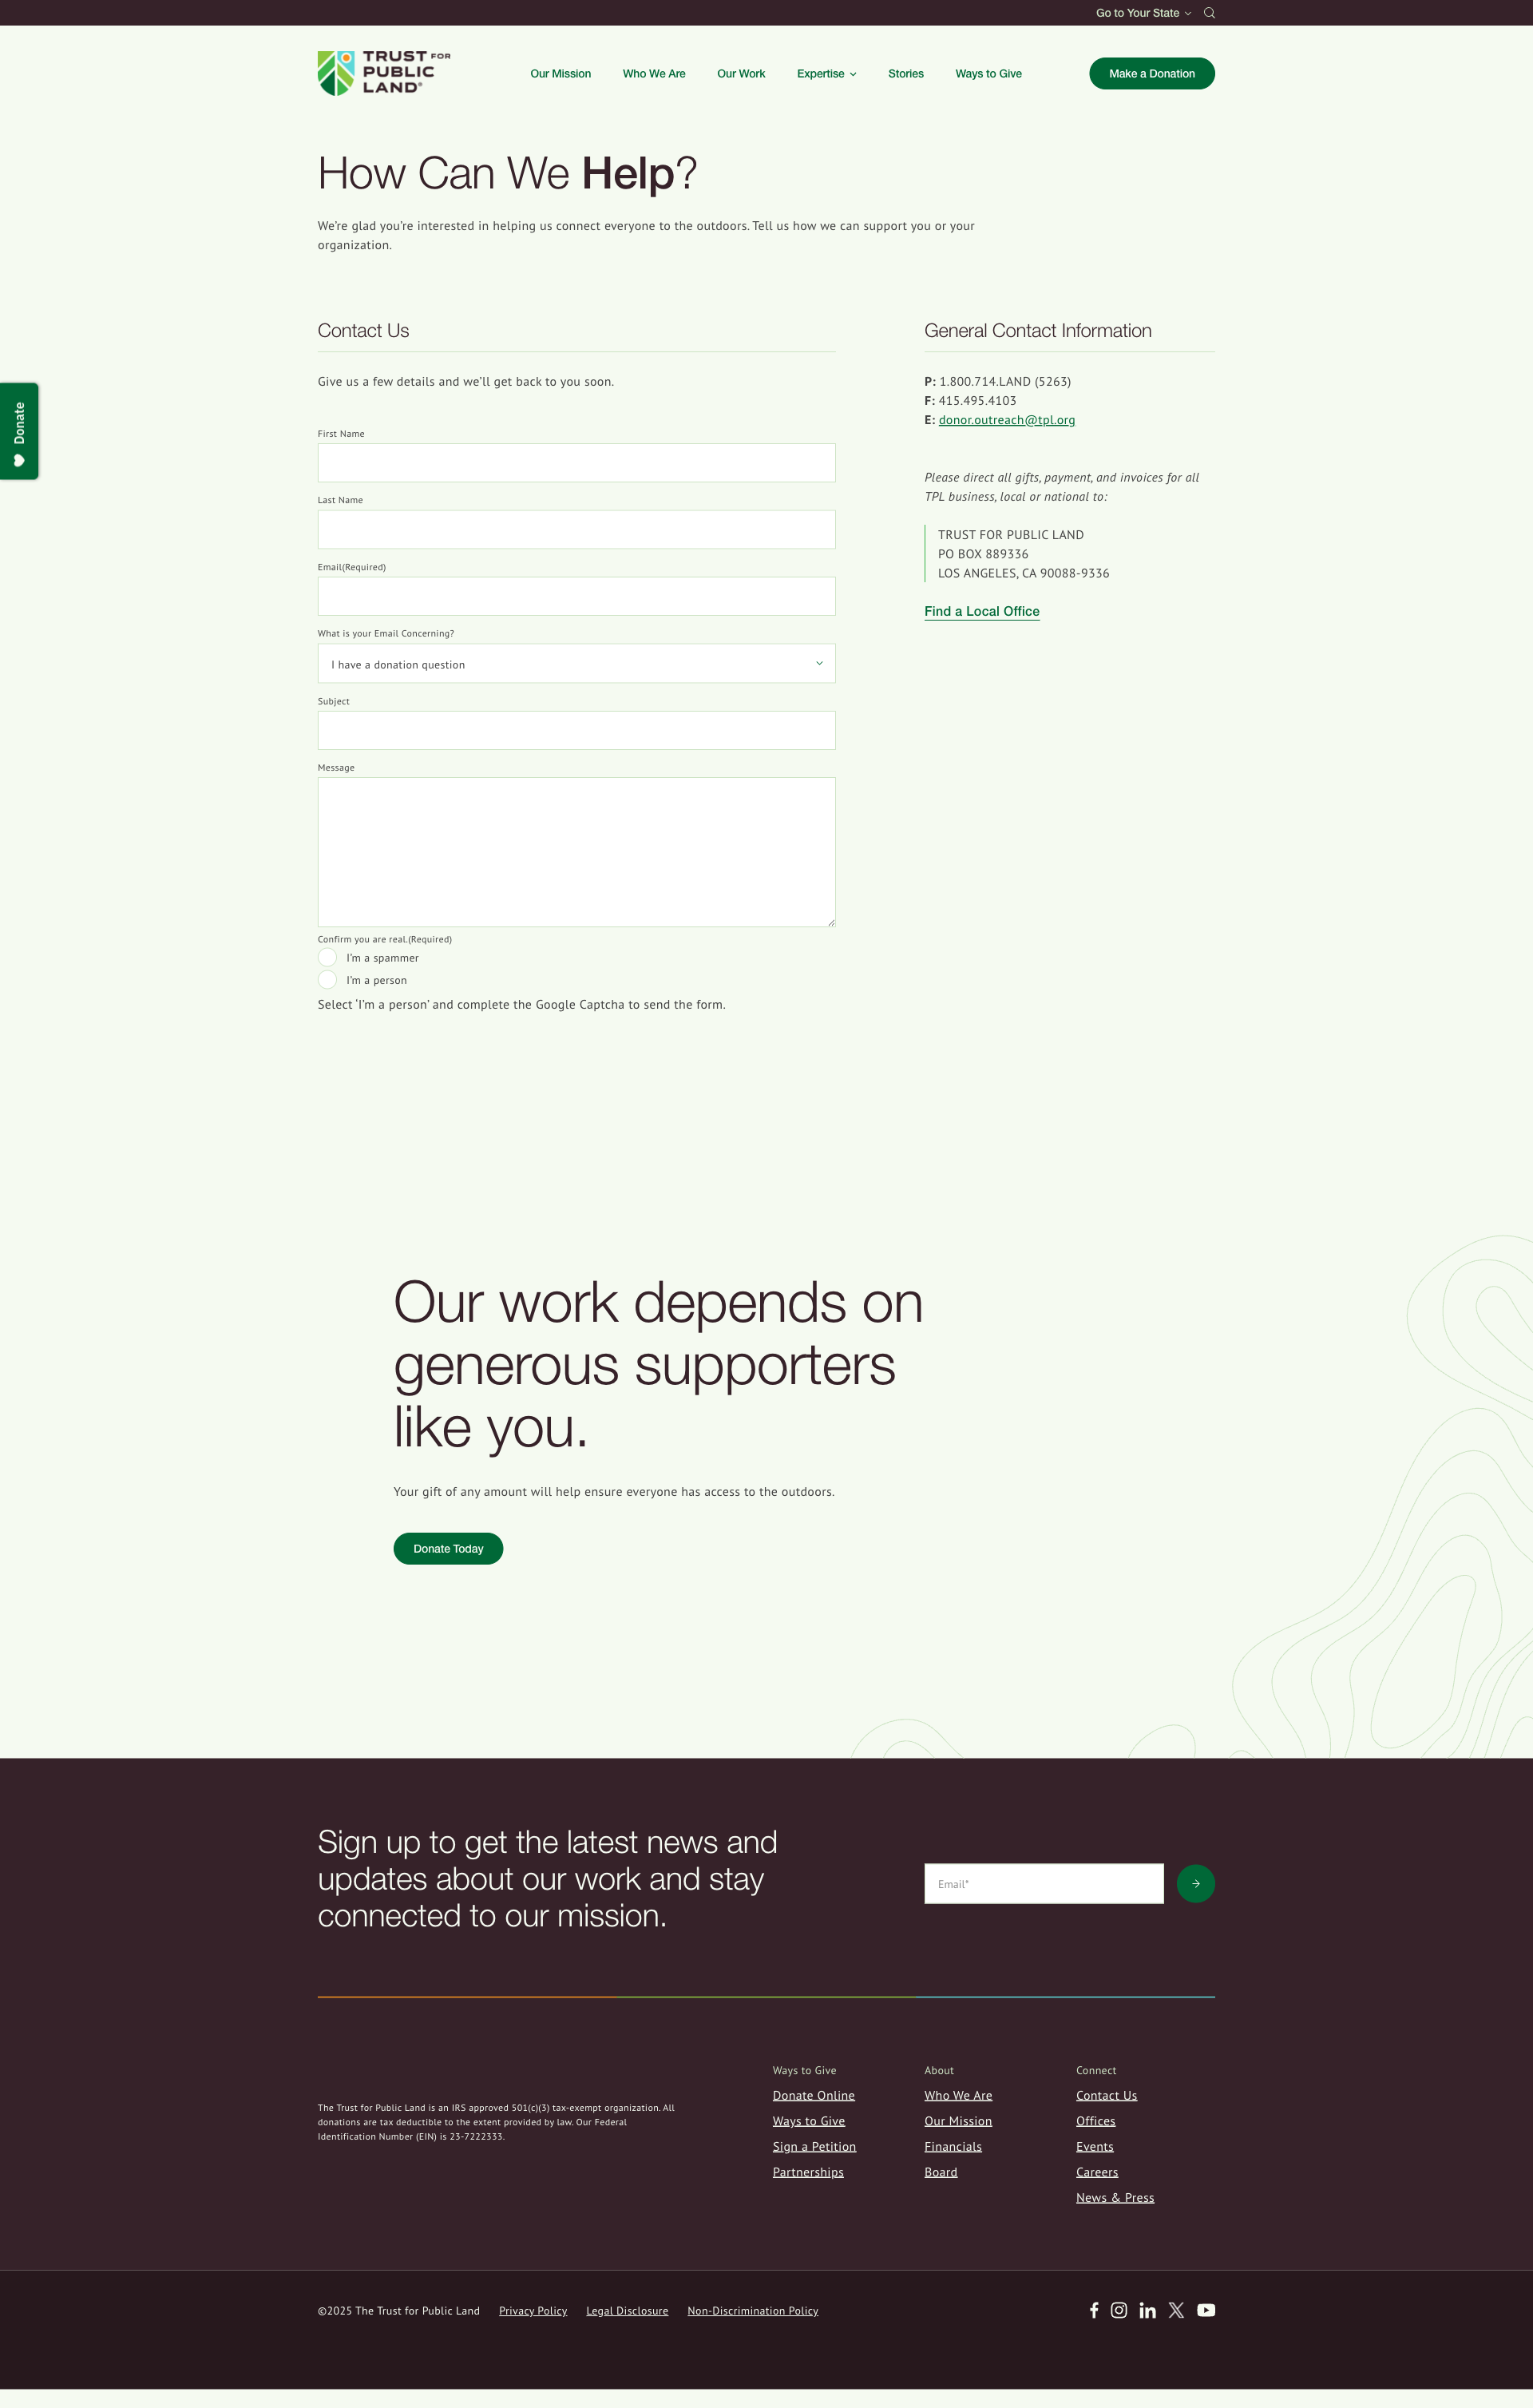 Go to Your State
TRUST FOR
PUBLIC
LAND®
Our Mission
Who We Are
Our Work
Expertise
Stories
Ways to Give
Make a Donation
How Can We Help?
We’re glad you’re interested in helping us connect everyone to the outdoors. Tell us how we can support you or your
organization.
Donate
Contact Us
Give us a few details and we’ll get back to you soon.
First Name
Last Name
Email(Required)
What is your Email Concerning?
I have a donation question
Subject
Message
Confirm you are real.(Required)
I’m a spammer
I’m a person
Select ‘I’m a person’ and complete the Google Captcha to send the form.
General Contact Information
P: 1.800.714.LAND (5263)
F: 415.495.4103
E: donor.outreach@tpl.org
Please direct all gifts, payment, and invoices for all
TPL business, local or national to:
TRUST FOR PUBLIC LAND
PO BOX 889336
LOS ANGELES, CA 90088-9336
Find a Local Office
Our work depends on
generous supporters
like you.
Your gift of any amount will help ensure everyone has access to the outdoors.
Donate Today
Sign up to get the latest news and
updates about our work and stay
connected to our mission.
Email*
The Trust for Public Land is an IRS approved 501(c)(3) tax-exempt organization. All
donations are tax deductible to the extent provided by law. Our Federal
Identification Number (EIN) is 23-7222333.
Ways to Give
Donate Online
Ways to Give
Sign a Petition
Partnerships
About
Who We Are
Our Mission
Financials
Board
Connect
Contact Us
Offices
Events
Careers
News & Press
©2025 The Trust for Public Land
Privacy Policy
Legal Disclosure
Non-Discrimination Policy